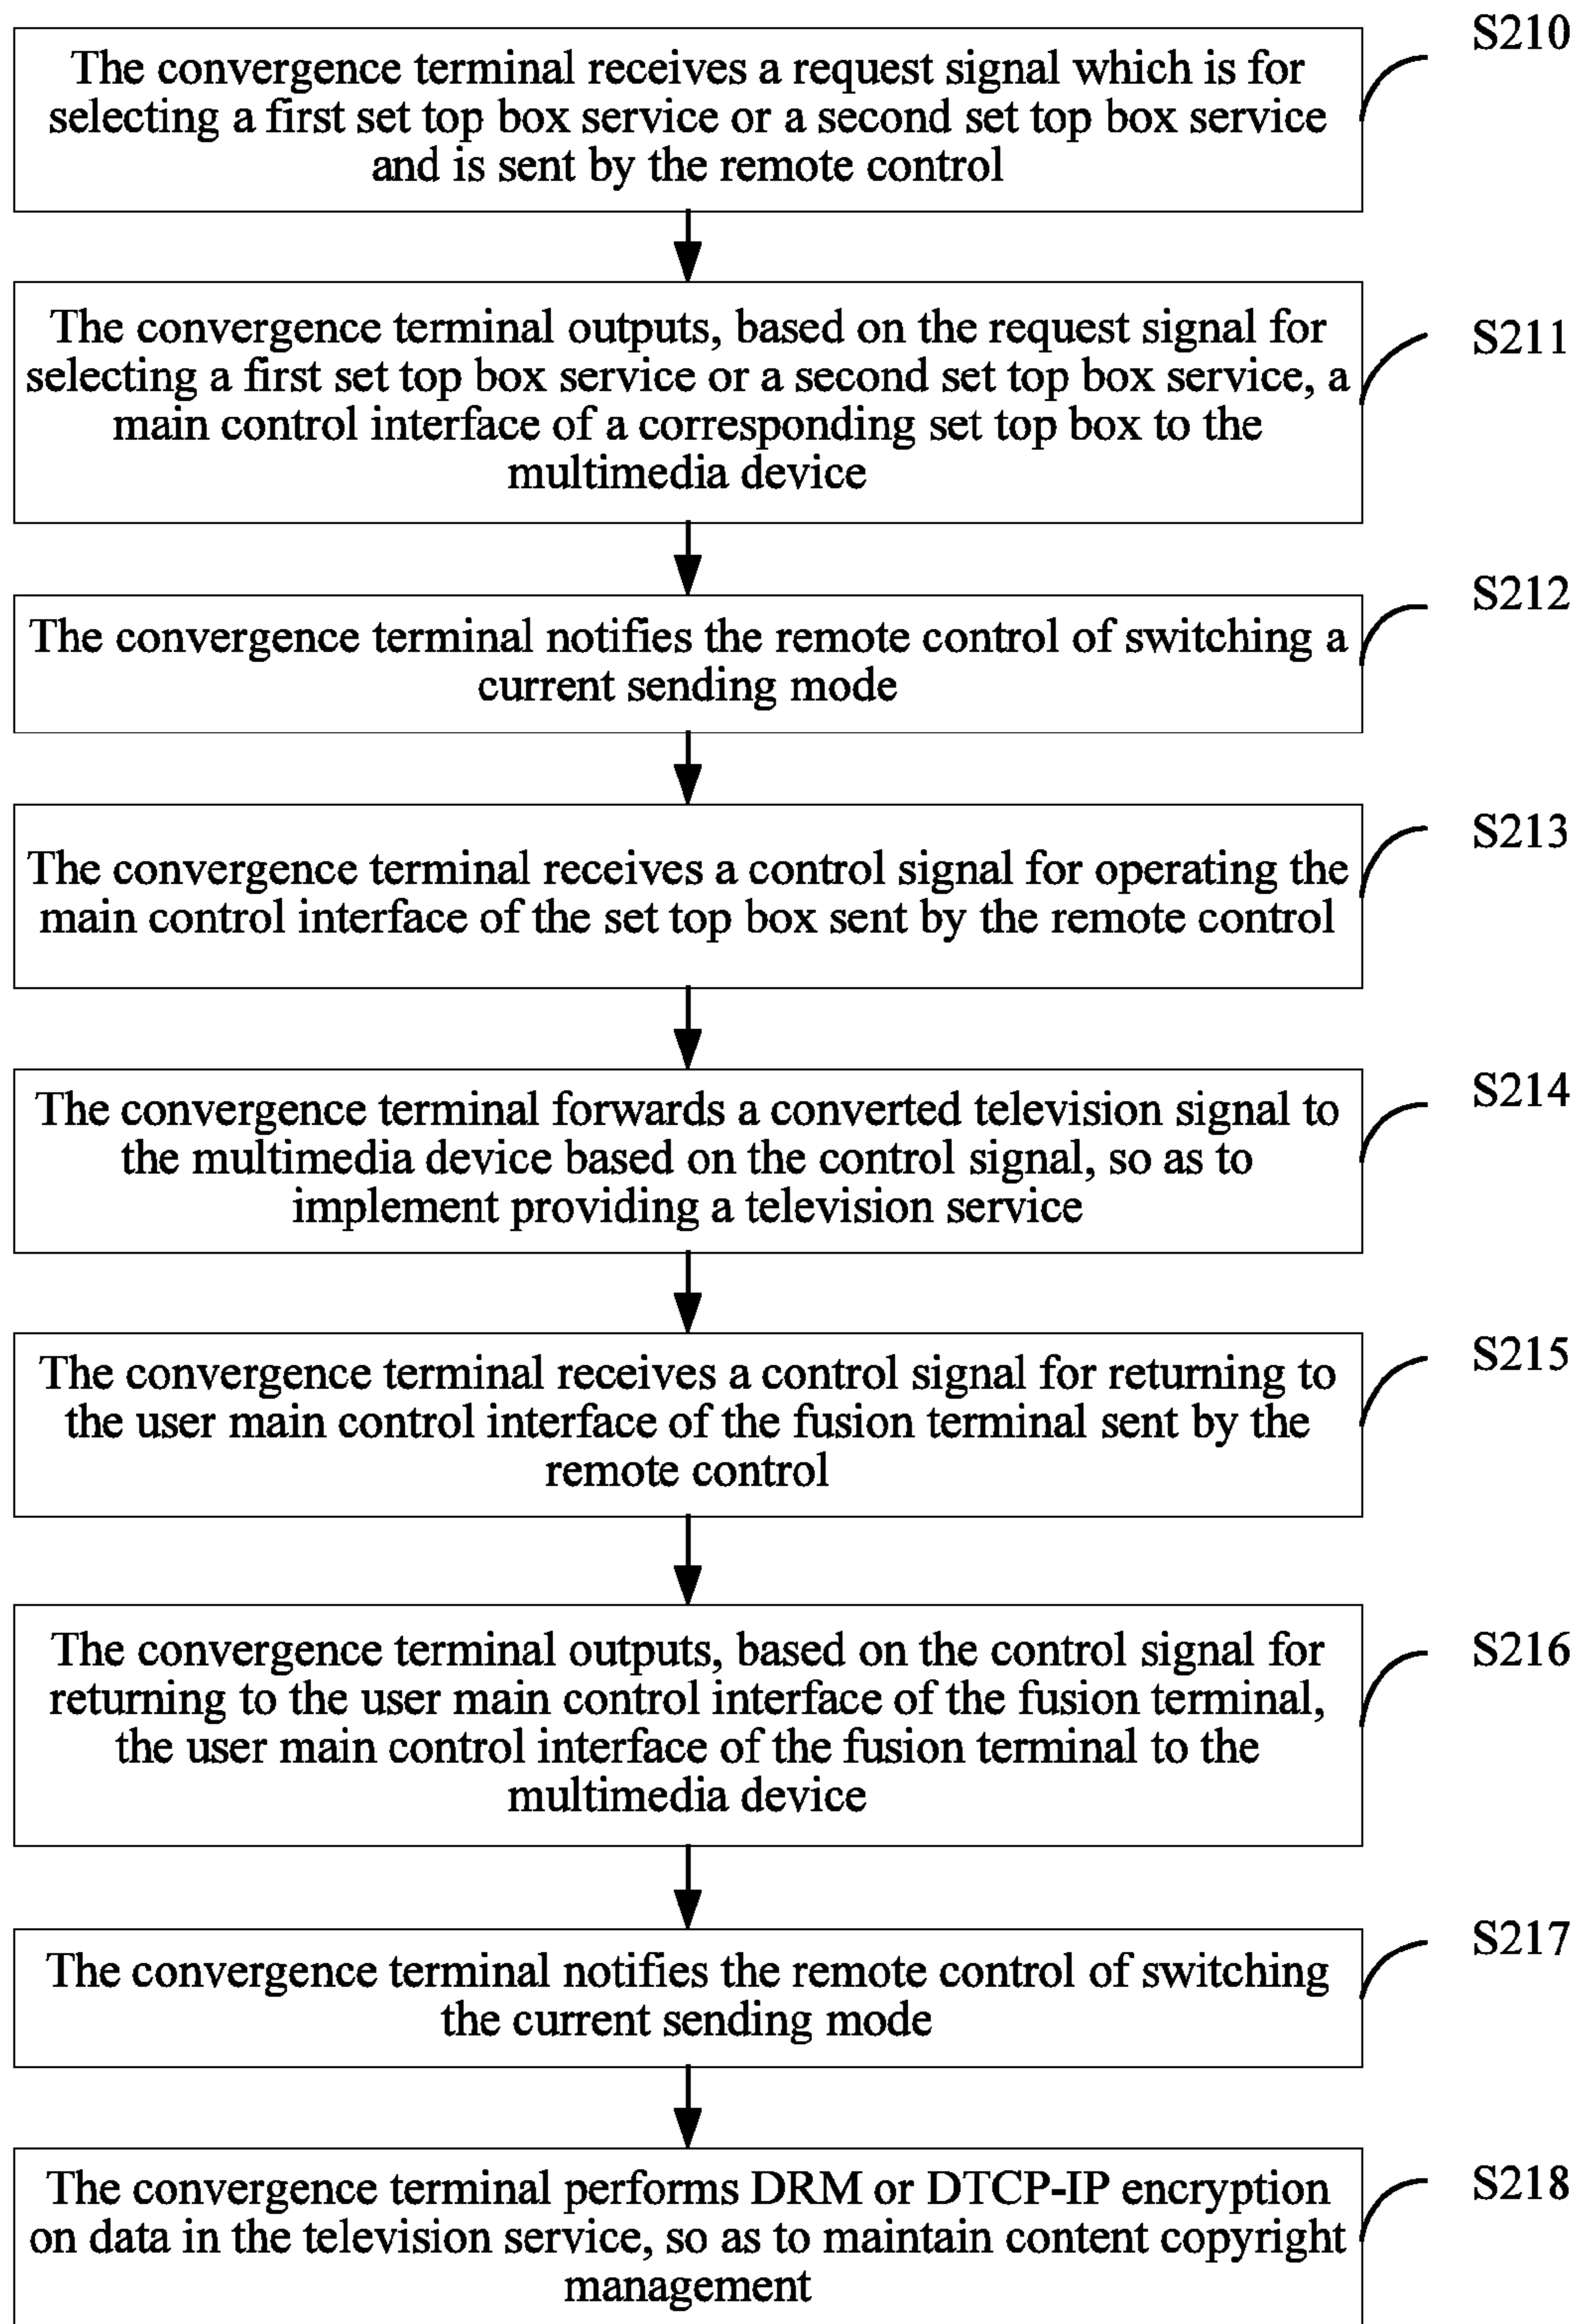 S210
The convergence terminal receives a request signal which is for
selecting a first set top box service or a second set top box service
and is sent by the remote control
S211
The convergence terminal outputs, based on the request signal for
selecting a first set top box service or a second set top box service, a
main control interface of a corresponding set top box to the
multimedia device
S212
The convergence terminal notifies the remote control of switching a
current sending mode
S213
The convergence terminal receives a control signal for operating the
main control interface of the set top box sent by the remote control
S214
The convergence terminal forwards a converted television signal to
the multimedia device based on the control signal, so as to
implement providing a television service
S215
The convergence terminal receives a control signal for returning to
the user main control interface of the fusion terminal sent by the
remote control
S216
The convergence terminal outputs, based on the control signal for
returning to the user main control interface of the fusion terminal,
the user main control interface of the fusion terminal to the
multimedia device
S217
The convergence terminal notifies the remote control of switching
the current sending mode
S218
The convergence terminal performs DRM or DTCP-IP encryption
on data in the television service, so as to maintain content copyright
management